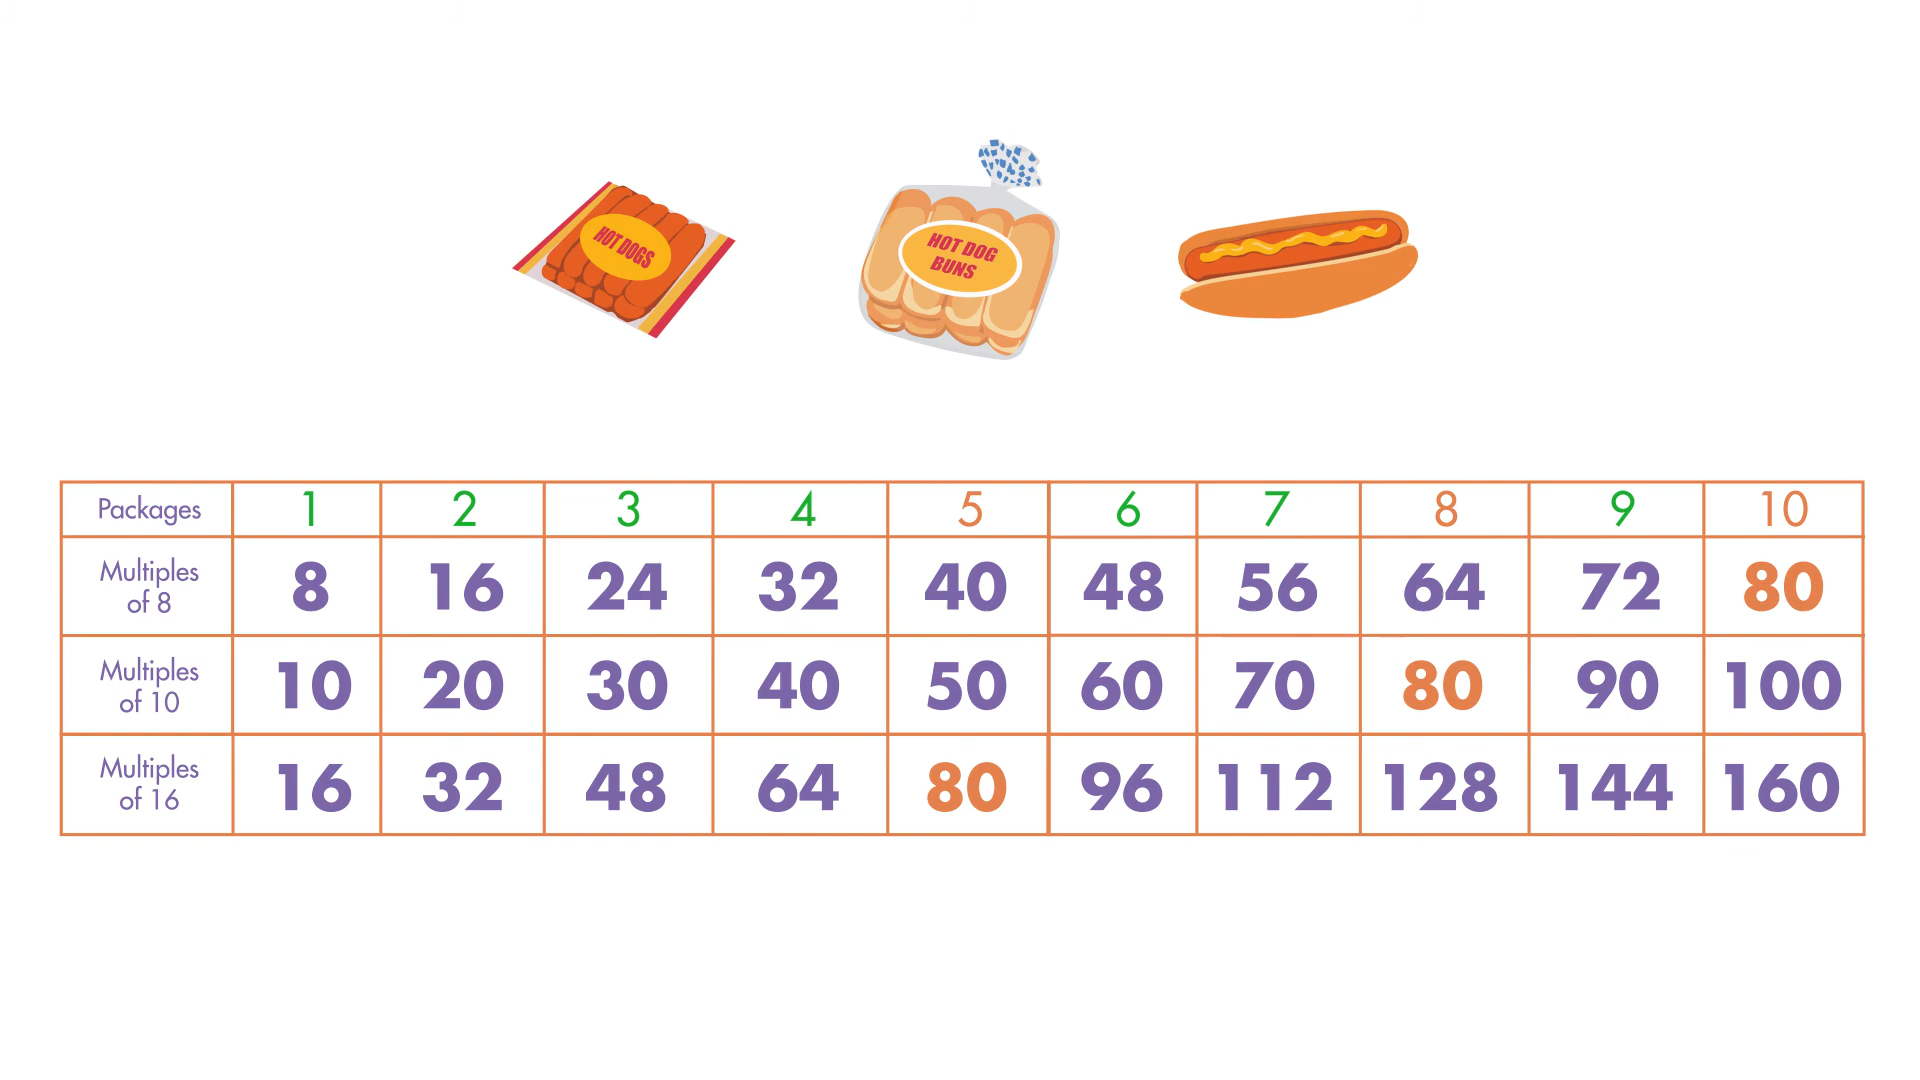 HOT DOGS
HOT DOG
BUNS
Packages 1 2 3 4 5 6 7 8 9 10
Multiples
of 8 8 16 24 32 40 48 56 64 72 80
Multiples
of 10 10 20 30 40 50 60 70 80 90 100
Multiples
of 16 16 32 48 64 80 96 112 128 144 160